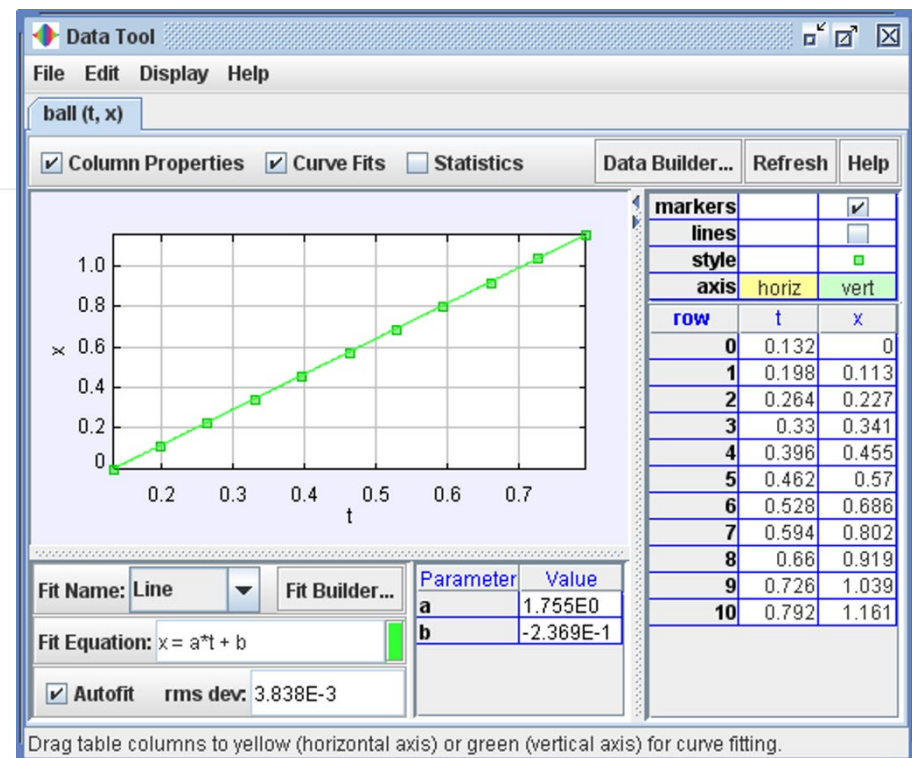 Data Tool
File Edit Display Help
ball (t, x)
Column Properties Curve Fits Statistics Data Builder... Refresh Help
1.0
0.8
0.6
0.4
0.2
0
x
0.2 0.3 0.4 0.5 0.6 0.7
t
markers
lines
style
axis horiz vert
row t x
0 0.132 0
1 0.198 0.113
2 0.264 0.227
3 0.33 0.341
4 0.396 0.455
5 0.462 0.57
6 0.528 0.686
7 0.594 0.802
8 0.66 0.919
9 0.726 1.039
10 0.792 1.161
Fit Name: Line Fit Builder...
Fit Equation: x = a*t + b
Autofit rms dev: 3.838E-3
Parameter Value
a 1.755E0
b -2.369E-1
Drag table columns to yellow (horizontal axis) or green (vertical axis) for curve fitting.